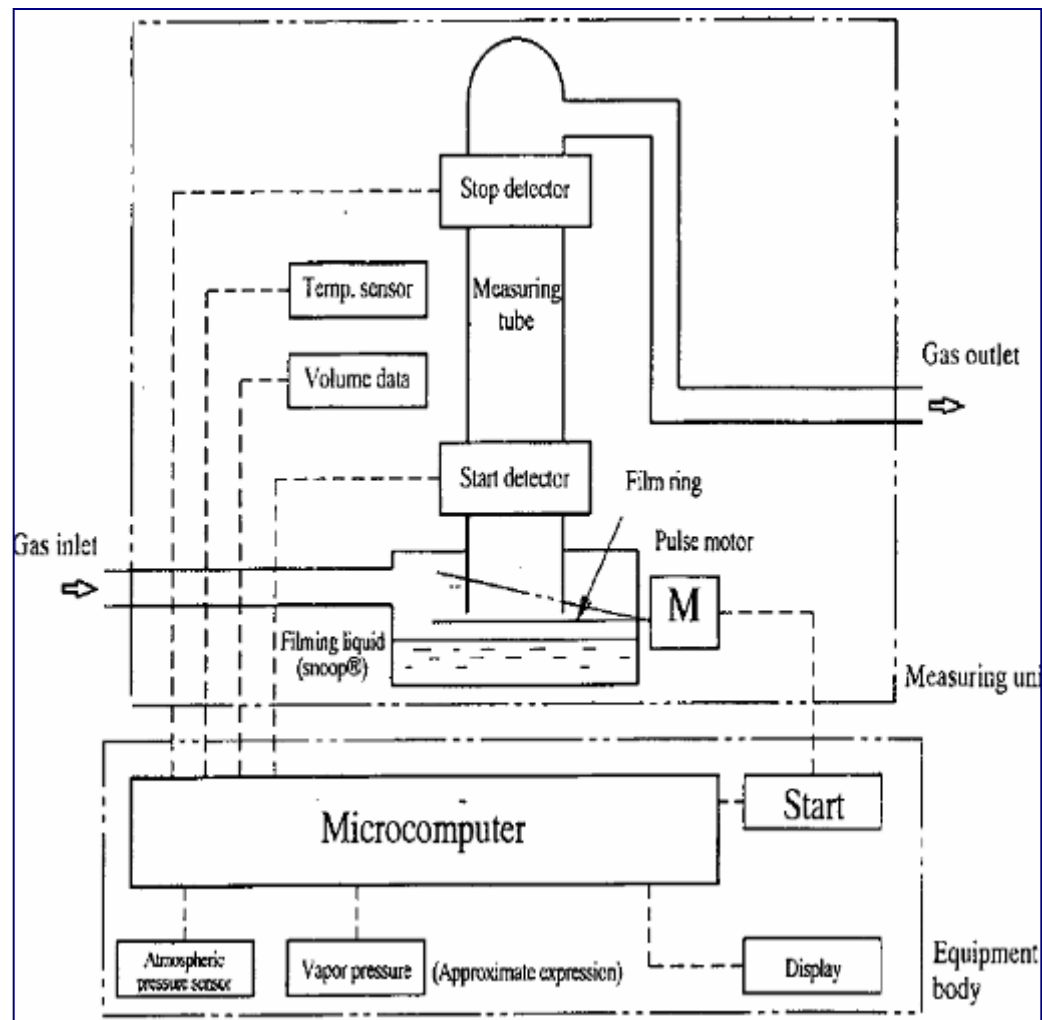 Stop detector
Temp. sensor
Measuring
tube
Volume data
Gas outlet
Start detector
Film ring
Gas inlet
Pulse motor
M
Filming liquid
(snoop®)
Measuring uni
Microcomputer
Start
Atmospheric
pressure sensor
Vapor pressure
(Approximate expression)
Display
Equipment
body